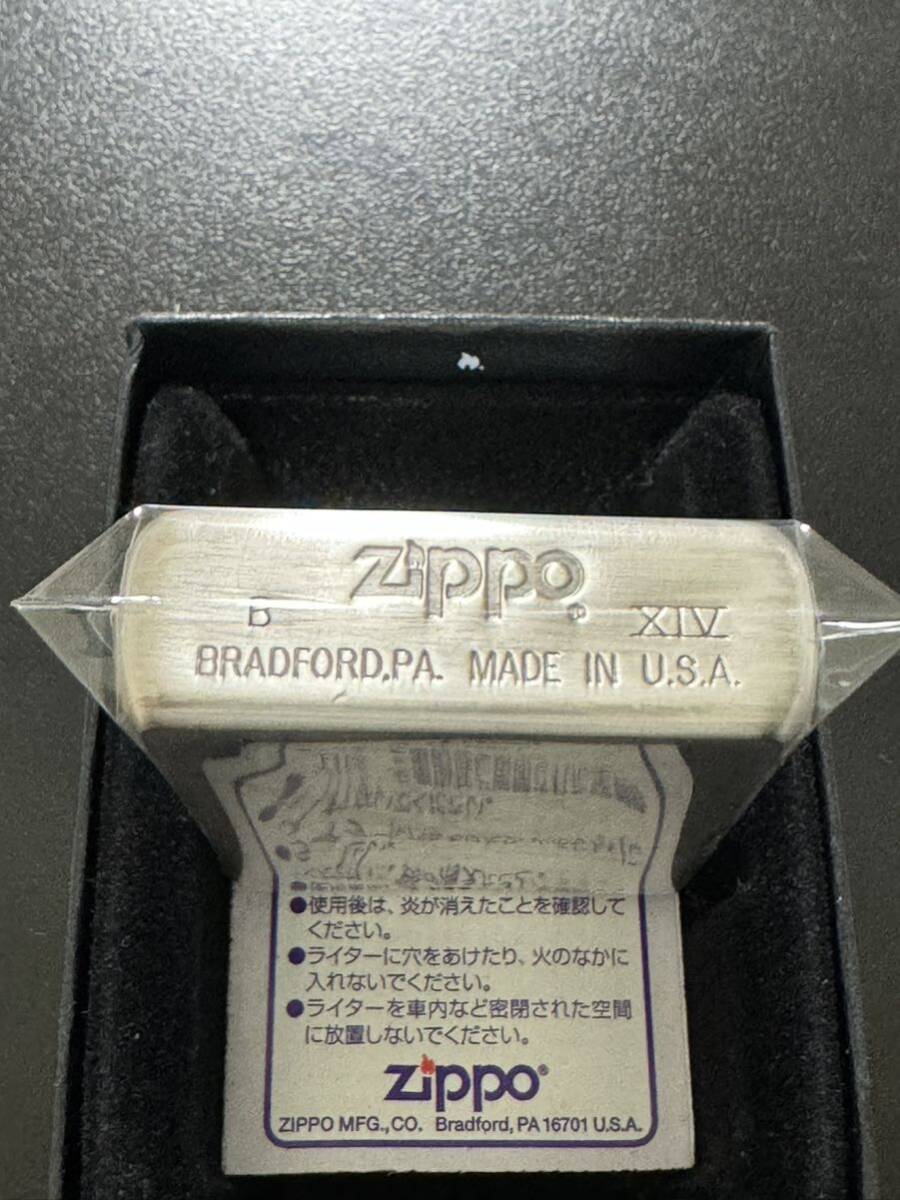 zippo®
B XIV
BRADFORD,PA. MADE IN U.S.A.
●使用後は、炎が消えたことを確認して
ください。
●ライターに穴をあけたり、火のなかに
入れないでください。
●ライターを車内など密閉された空間
に放置しないでください。
zippo®
ZIPPO MFG.,CO. Bradford, PA 16701 U.S.A.